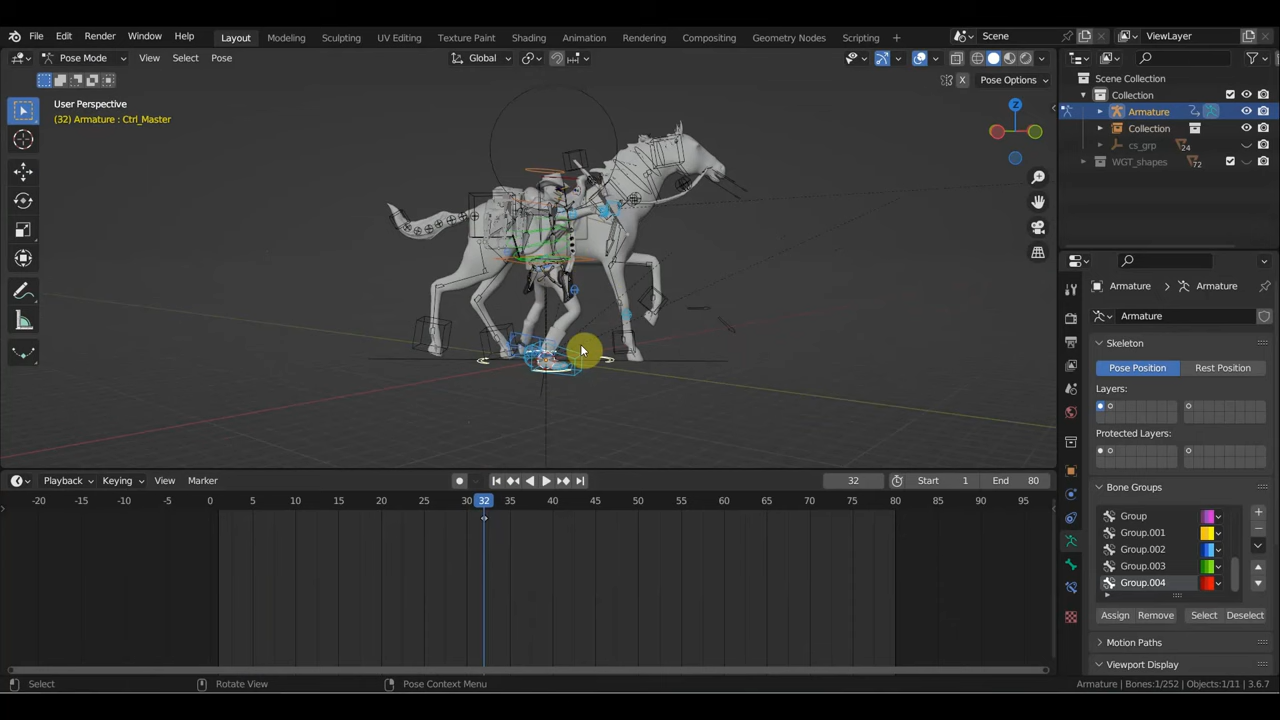 File Edit Render Window Help Layout Modeling Sculpting UV Editing Texture Paint Shading Animation Rendering Compositing Geometry Nodes Scripting + Scene ViewLayer
Pose Mode View Select Pose Global
X Pose Options
Scene Collection
Collection
Armature
Collection
cs_grp 24
WGT_shapes 72
User Perspective
(32) Armature : Ctrl_Master
Z
Armature > Armature
Armature
Skeleton
Pose Position Rest Position
Layers:
Protected Layers:
Bone Groups
Group
Group.001
Group.002
Group.003
Group.004
Assign Remove Select Deselect
Motion Paths
Viewport Display
Playback Keying View Marker 32 Start 1 End 80
-20 -15 -10 -5 0 5 10 15 20 25 30 32 35 40 45 50 55 60 65 70 75 80 85 90 95
Select Rotate View Pose Context Menu Armature | Bones:1/252 | Objects:1/11 | 3.6.7